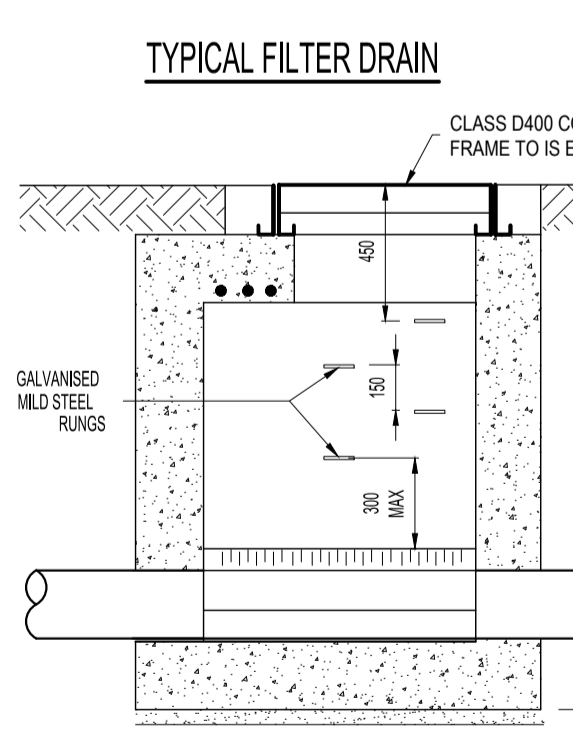 TYPICAL FILTER DRAIN
CLASS D400
FRAME TO IS
450
GALVANISED
MILD STEEL
RUNGS
150
300
MAX